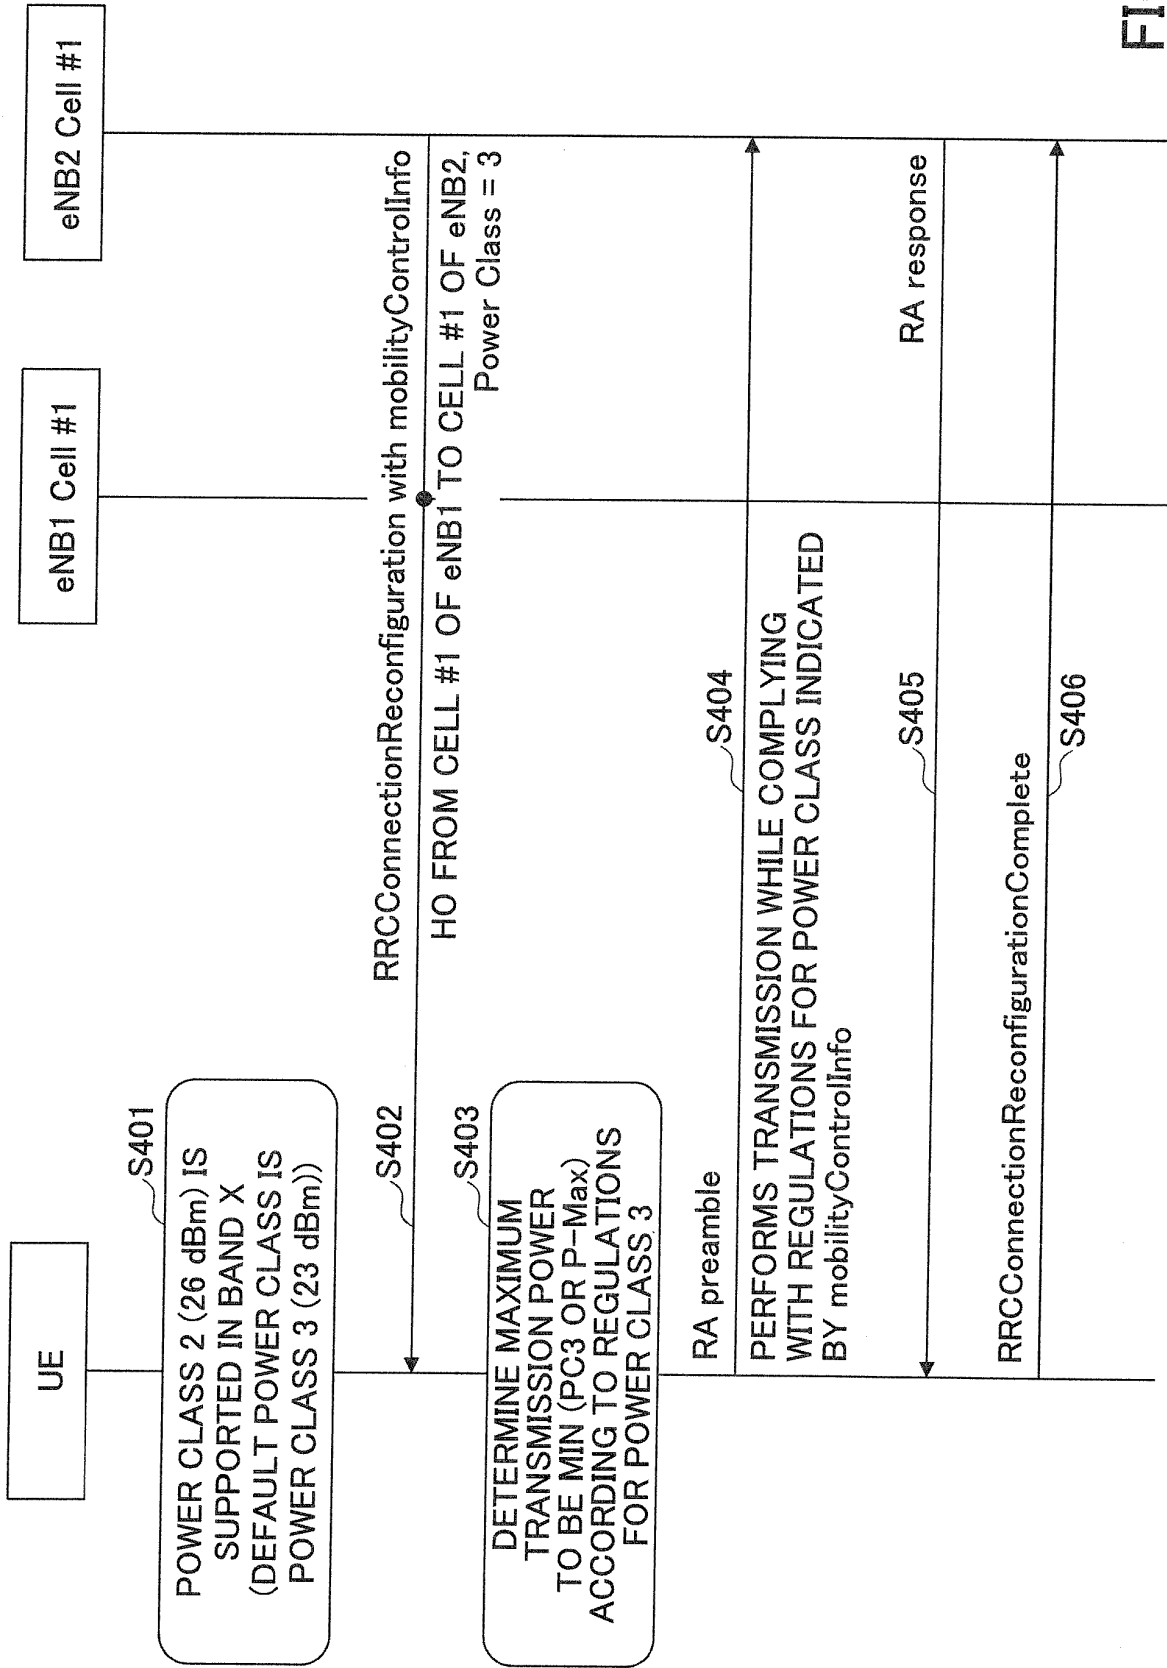 UE
eNB1 Cell #1
eNB2 Cell #1
S401
POWER CLASS 2 (26 dBm) IS
SUPPORTED IN BAND X
(DEFAULT POWER CLASS IS
POWER CLASS 3 (23 dBm))
S402
RRCConnectionReconfiguration with mobilityControlInfo
HO FROM CELL #1 OF eNB1 TO CELL #1 OF eNB2,
Power Class = 3
S403
DETERMINE MAXIMUM
TRANSMISSION POWER
TO BE MIN (PC3 OR P-Max)
ACCORDING TO REGULATIONS
FOR POWER CLASS 3
RA preamble
S404
PERFORMS TRANSMISSION WHILE COMPLYING
WITH REGULATIONS FOR POWER CLASS INDICATED
BY mobilityControlInfo
S405
RA response
RRCConnectionReconfigurationComplete
S406
FI